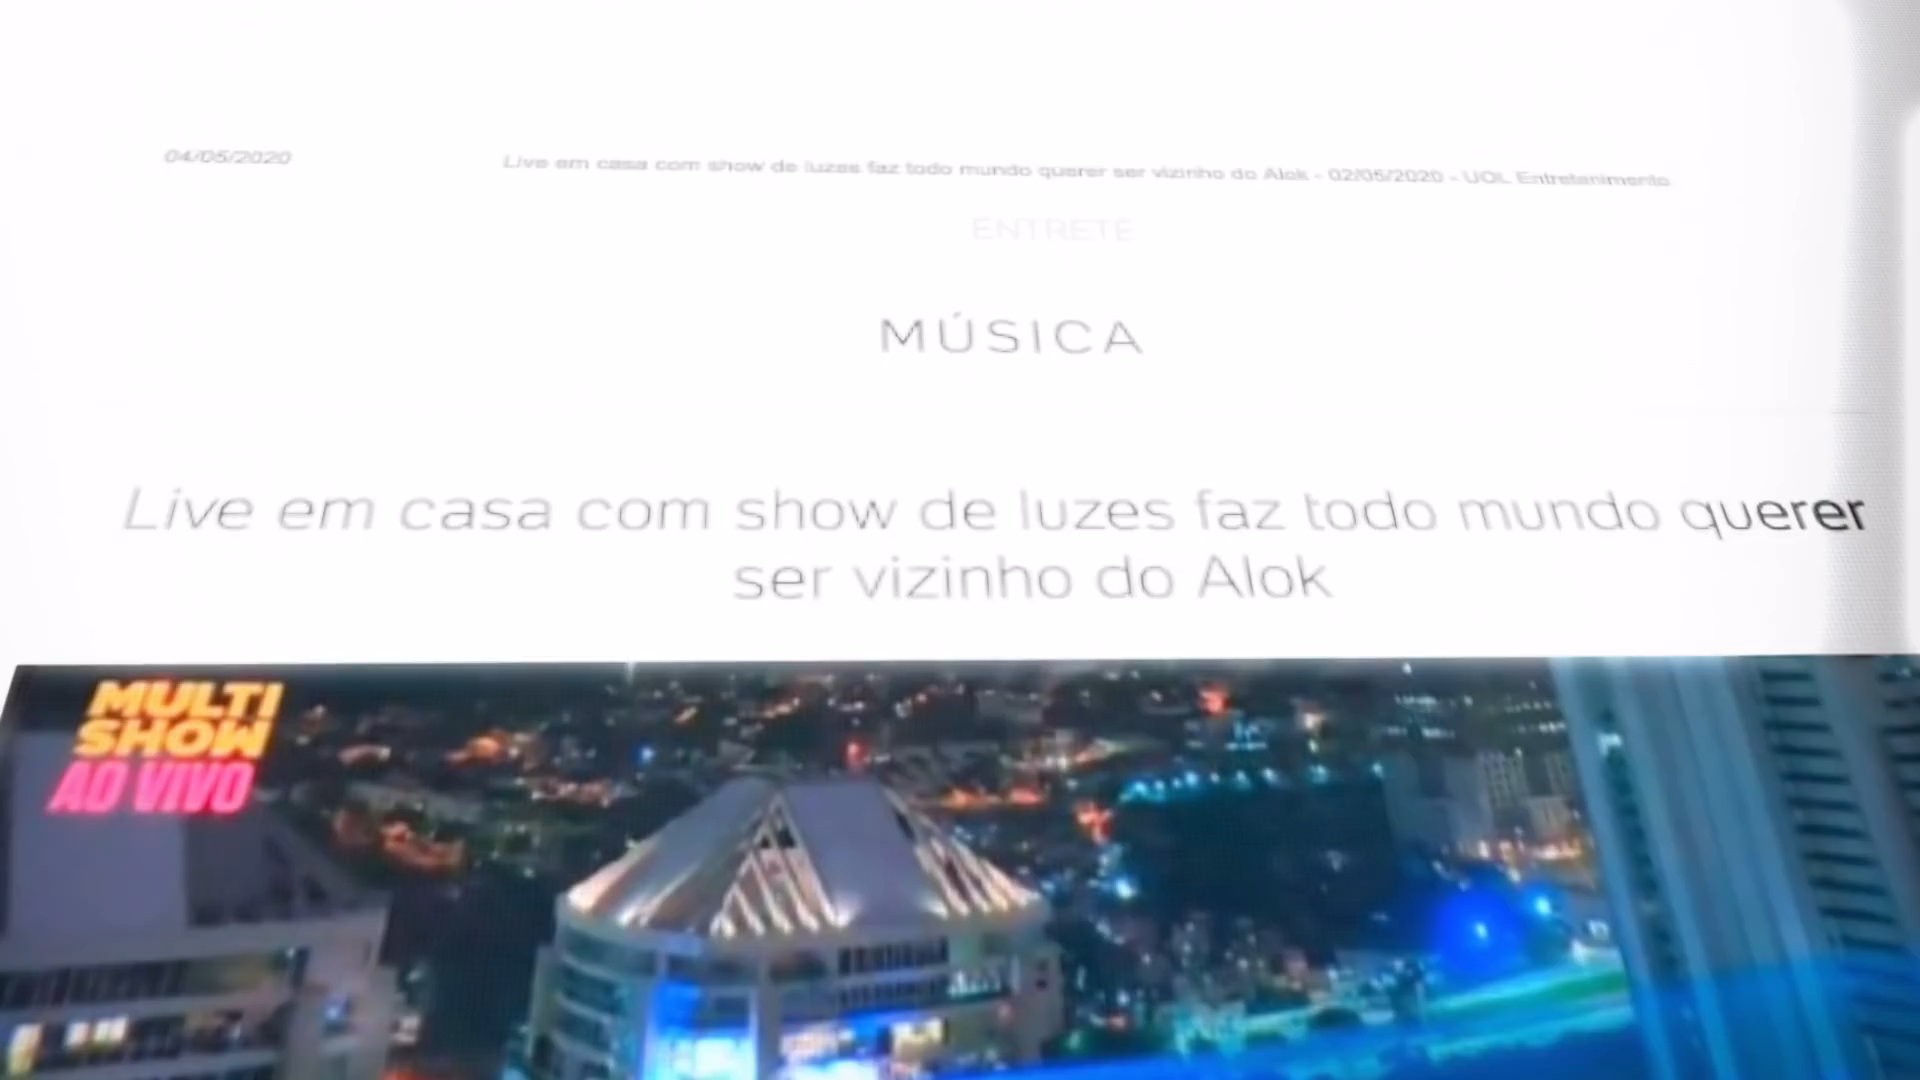 04/05/2020
Live em casa com show de luzes faz todo mundo querer ser vizinho do Alok - 02/05/2020 - UOL Entretenimento
ENTRETÊ
MÚSICA
Live em casa com show de luzes faz todo mundo querer
ser vizinho do Alok
MULTI
SHOW
AO VIVO